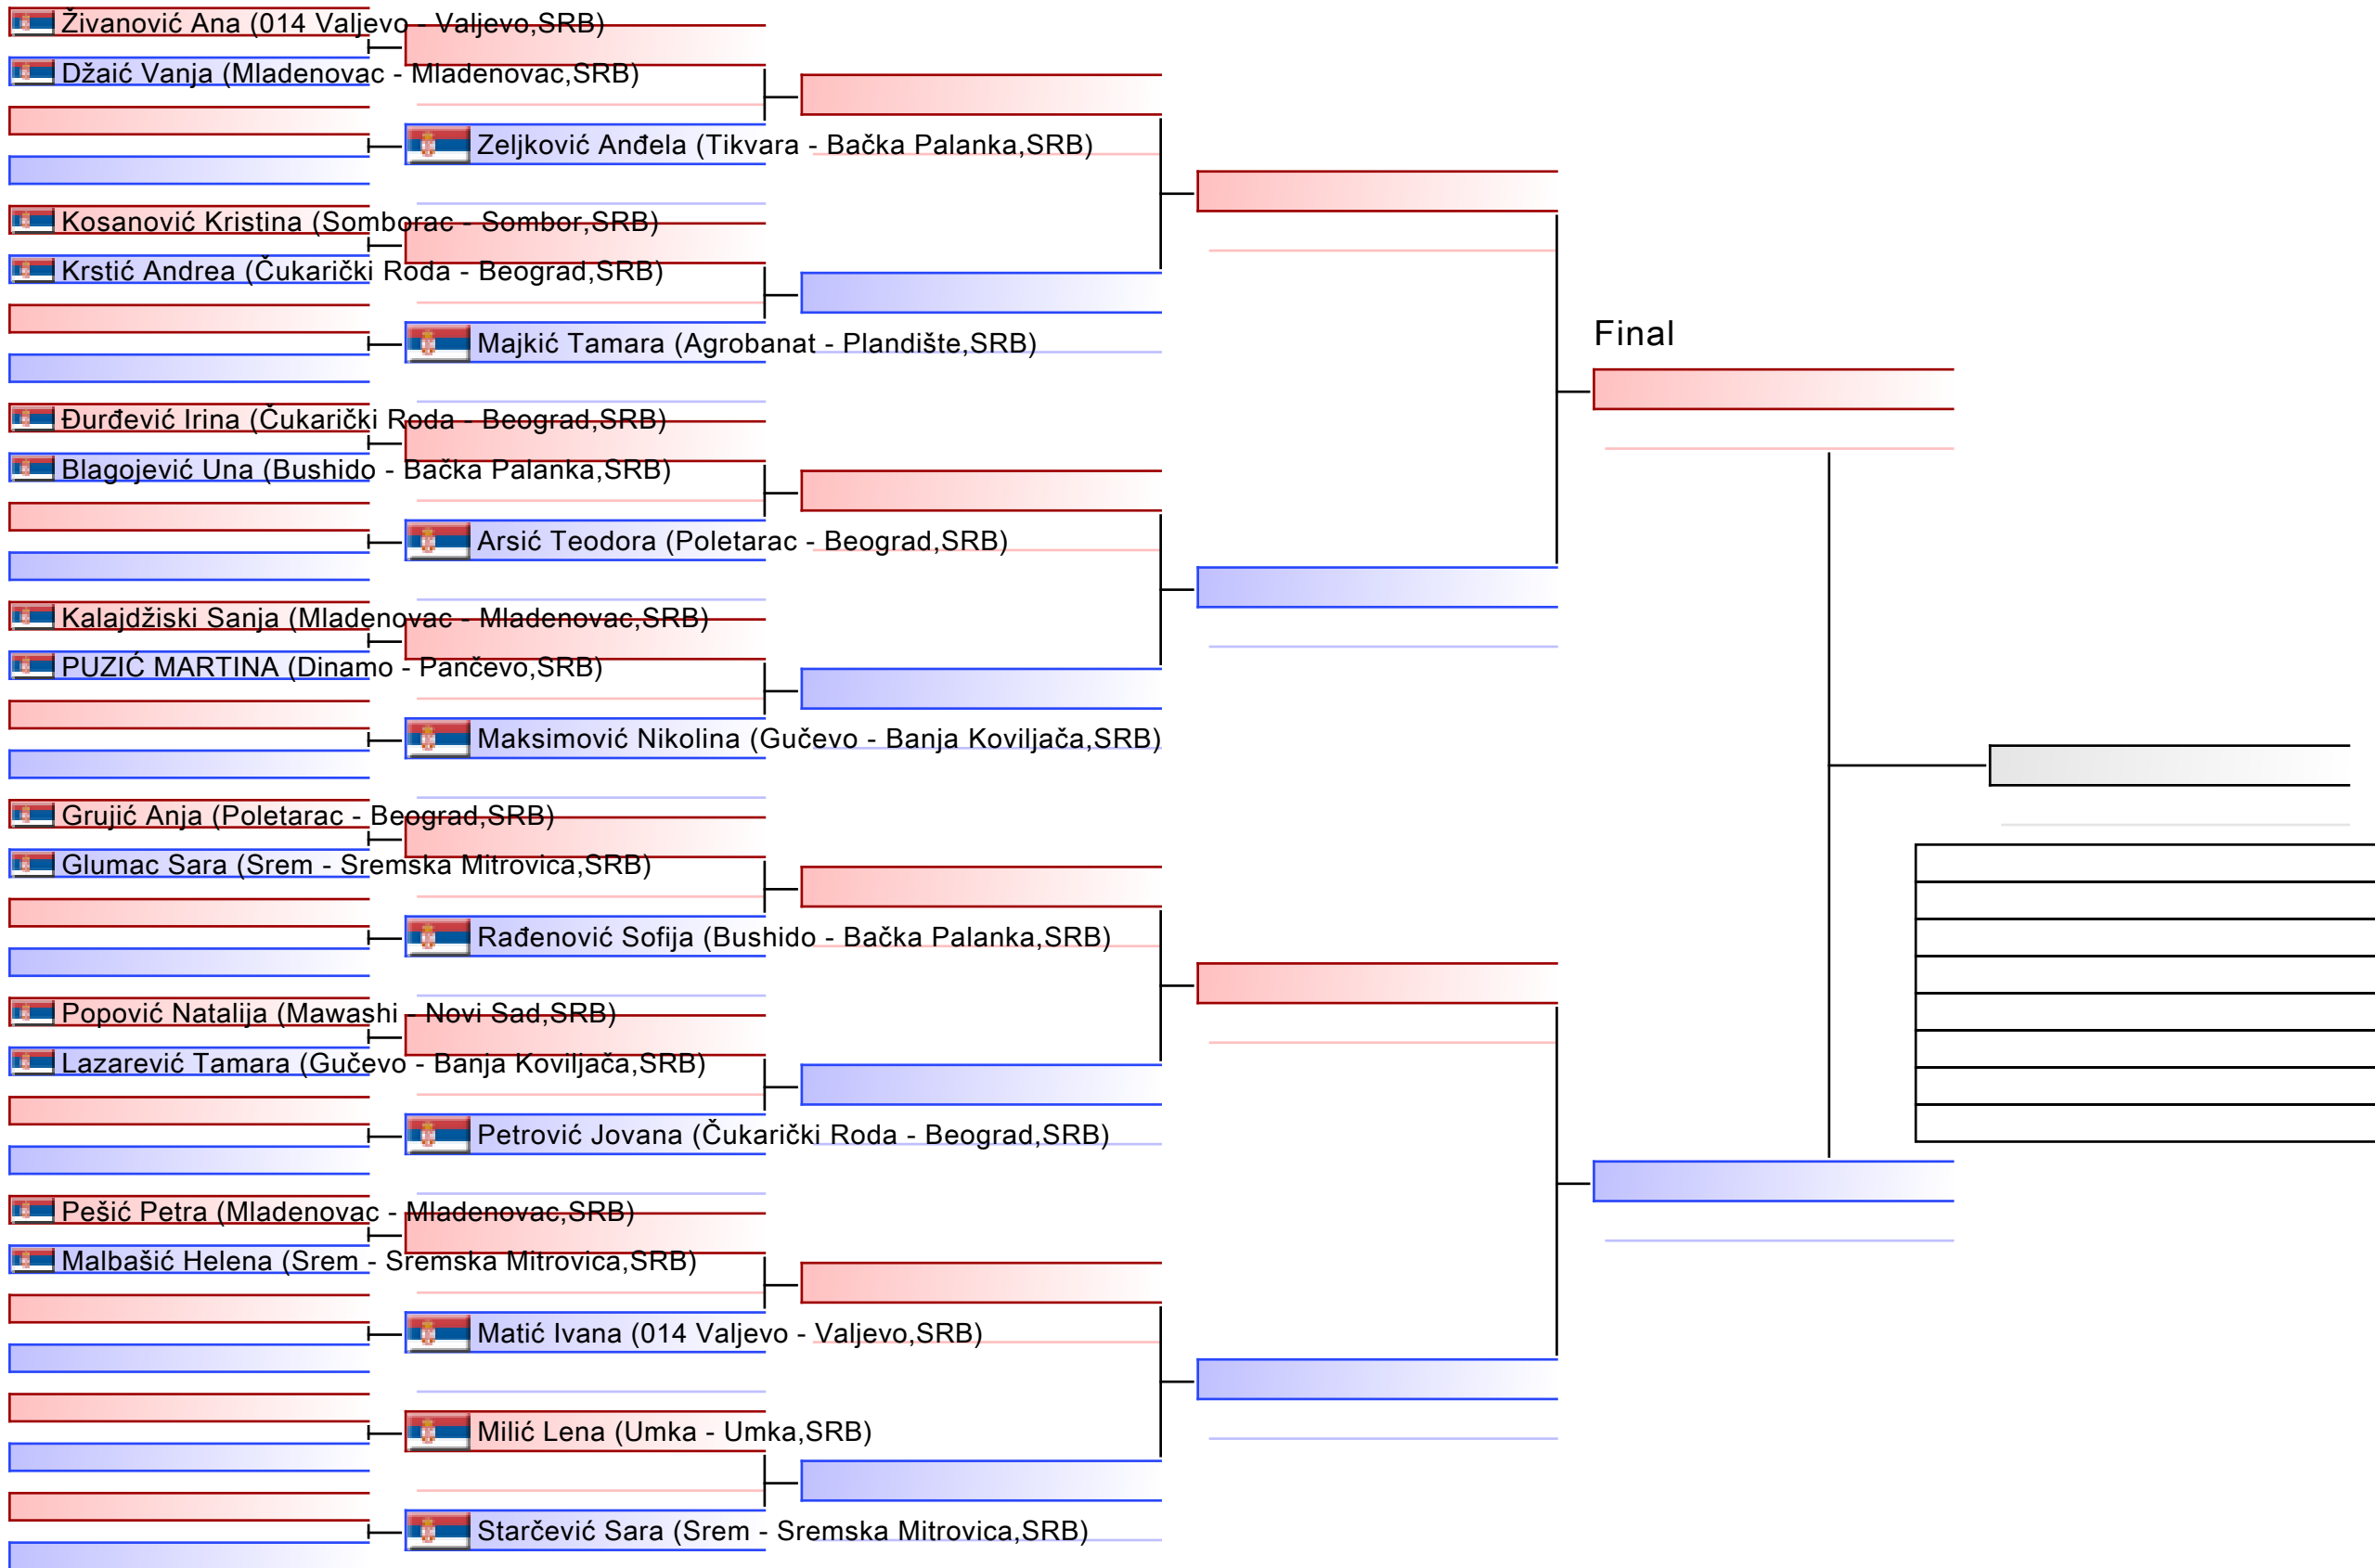 Živanović Ana (014 Valjevo - Valjevo,SRB)
Džaić Vanja (Mladenovac - Mladenovac,SRB)
Zeljković Anđela (Tikvara - Bačka Palanka,SRB)
Kosanović Kristina (Somborac - Sombor,SRB)
Krstić Andrea (Čukarički Roda - Beograd,SRB)
Majkić Tamara (Agrobanat - Plandište,SRB)
Final
Đurđević Irina (Čukarički Roda - Beograd,SRB)
Blagojević Una (Bushido - Bačka Palanka,SRB)
Arsić Teodora (Poletarac - Beograd,SRB)
Kalajdžiski Sanja (Mladenovac - Mladenovac,SRB)
PUZIĆ MARTINA (Dinamo - Pančevo,SRB)
Maksimović Nikolina (Gučevo - Banja Koviljača,SRB)
Grujić Anja (Poletarac - Beograd,SRB)
Glumac Sara (Srem - Sremska Mitrovica,SRB)
Rađenović Sofija (Bushido - Bačka Palanka,SRB)
Popović Natalija (Mawashi - Novi Sad,SRB)
Lazarević Tamara (Gučevo - Banja Koviljača,SRB)
Petrović Jovana (Čukarički Roda - Beograd,SRB)
Pešić Petra (Mladenovac - Mladenovac,SRB)
Malbašić Helena (Srem - Sremska Mitrovica,SRB)
Matić Ivana (014 Valjevo - Valjevo,SRB)
Milić Lena (Umka - Umka,SRB)
Starčević Sara (Srem - Sremska Mitrovica,SRB)